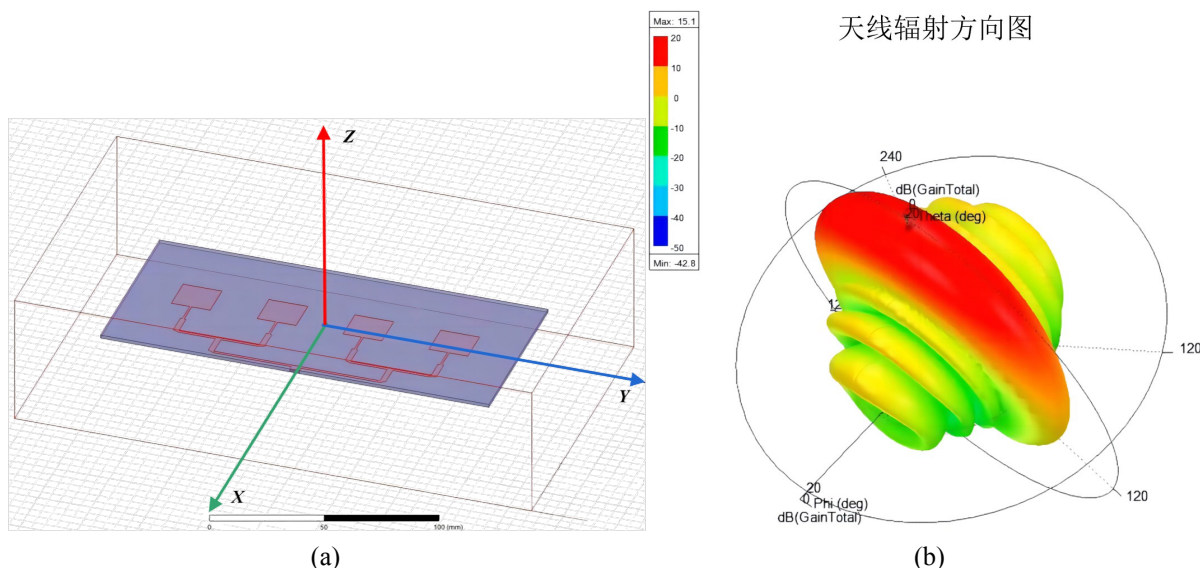 Max: 15.1
20
10
0
-10
-20
-30
-40
-50
Min: -42.8
天线辐射方向图
Z
Y
X
0
50
100 (mm)
240
dB(GainTotal)
0
20
Theta (deg)
120
120
20
0
Phi (deg)
dB(GainTotal)
(a)
(b)